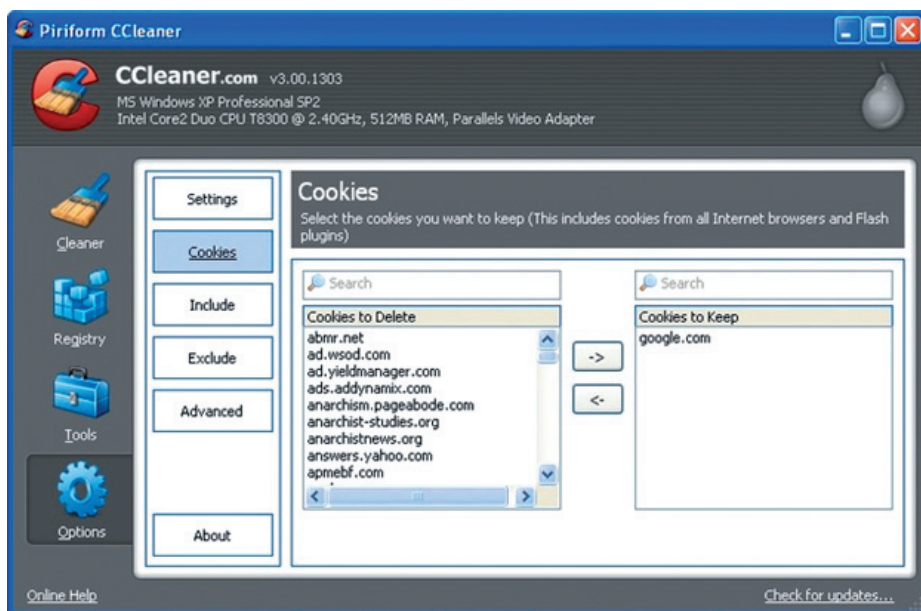 Piriform CCleaner
CCleaner.com v3.00.1303
MS Windows XP Professional SP2
Intel Core2 Duo CPU T8300 @ 2.40GHz, 512MB RAM, Parallels Video Adapter
Cleaner
Registry
Tools
Options
Settings
Cookies
Include
Exclude
Advanced
About
Cookies
Select the cookies you want to keep (This includes cookies from all Internet browsers and Flash
plugins)
Search
Cookies to Delete
abmr.net
ad.wsod.com
ad.yieldmanager.com
ads.addynamix.com
anarchism.pageabode.com
anarchist-studies.org
anarchistnews.org
answers.yahoo.com
apmebf.com
->
<-
Search
Cookies to Keep
google.com
Online Help
Check for updates...